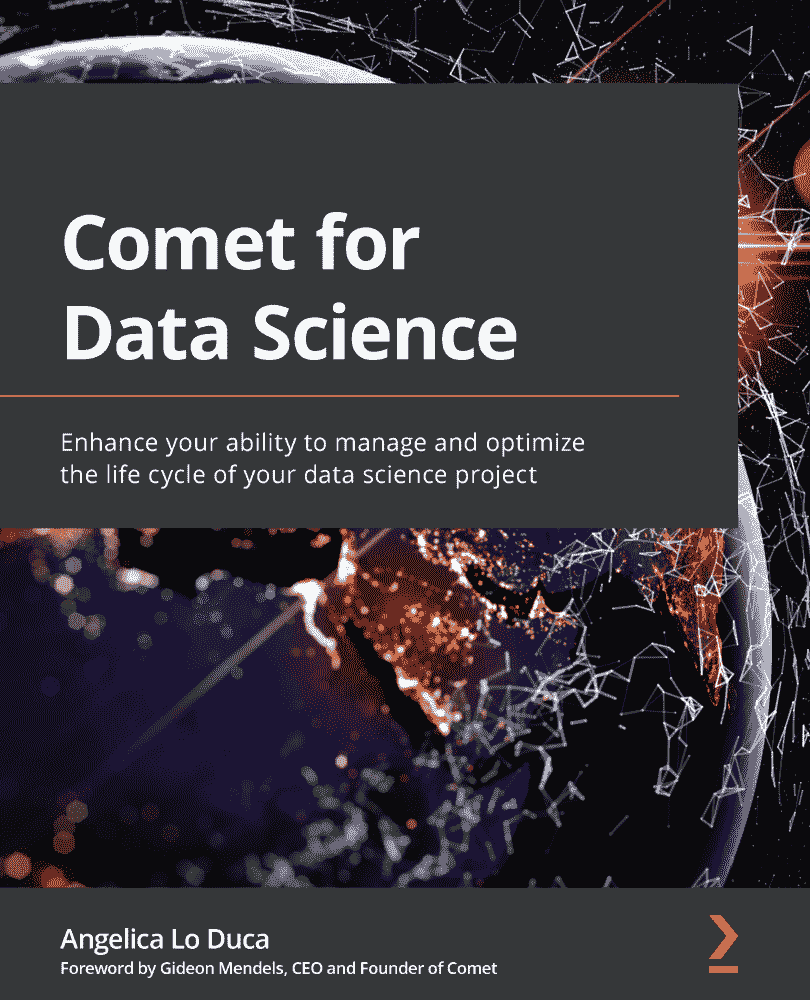 Comet for
Data Science
Enhance your ability to manage and optimize
the life cycle of your data science project
Angelica Lo Duca
Foreword by Gideon Mendels, CEO and Founder of Comet